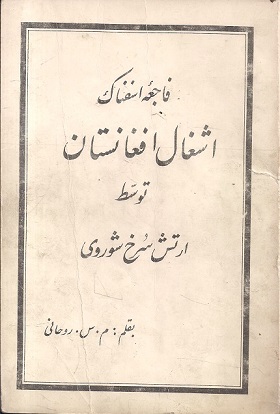 فاجعهٔ اسفناک
اشغال افغانستان
توسط
ارتش سرخ شوروی
بقلم : م . س . روحانی